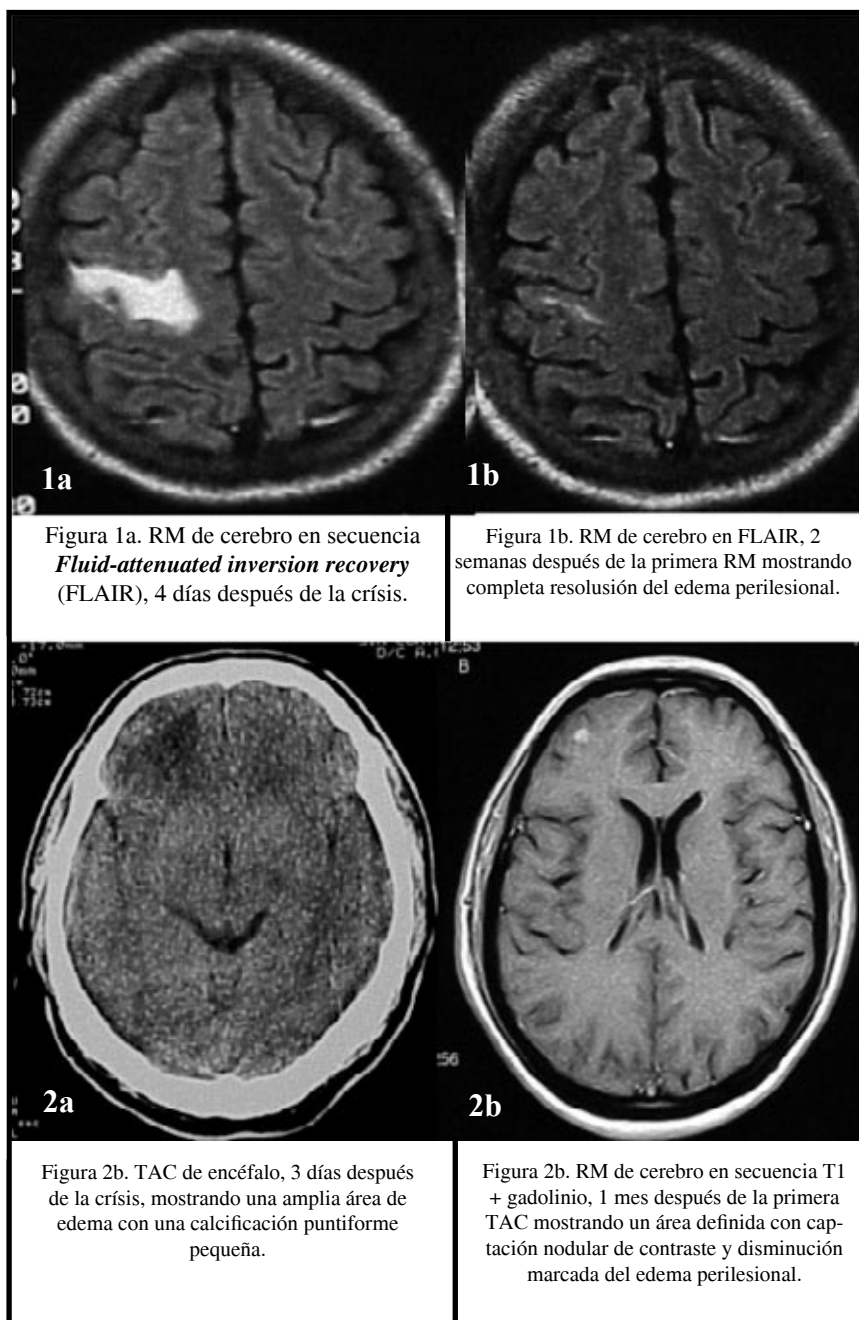 1a
1b
Figura 1a. RM de cerebro en secuencia
Fluid-attenuated inversion recovery
(FLAIR), 4 días después de la crísis.
Figura 1b. RM de cerebro en FLAIR, 2
semanas después de la primera RM mostrando
completa resolusión del edema perilesional.
D/C A.
12:53
B
2a
256
2b
Figura 2b. TAC de encéfalo, 3 días después
de la crísis, mostrando una amplia área de
edema con una calcificación puntiforme
pequeña.
Figura 2b. RM de cerebro en secuencia T1
+ gadolinio, 1 mes después de la primera
TAC mostrando un área definida con cap-
tación nodular de contraste y disminución
marcada del edema perilesional.